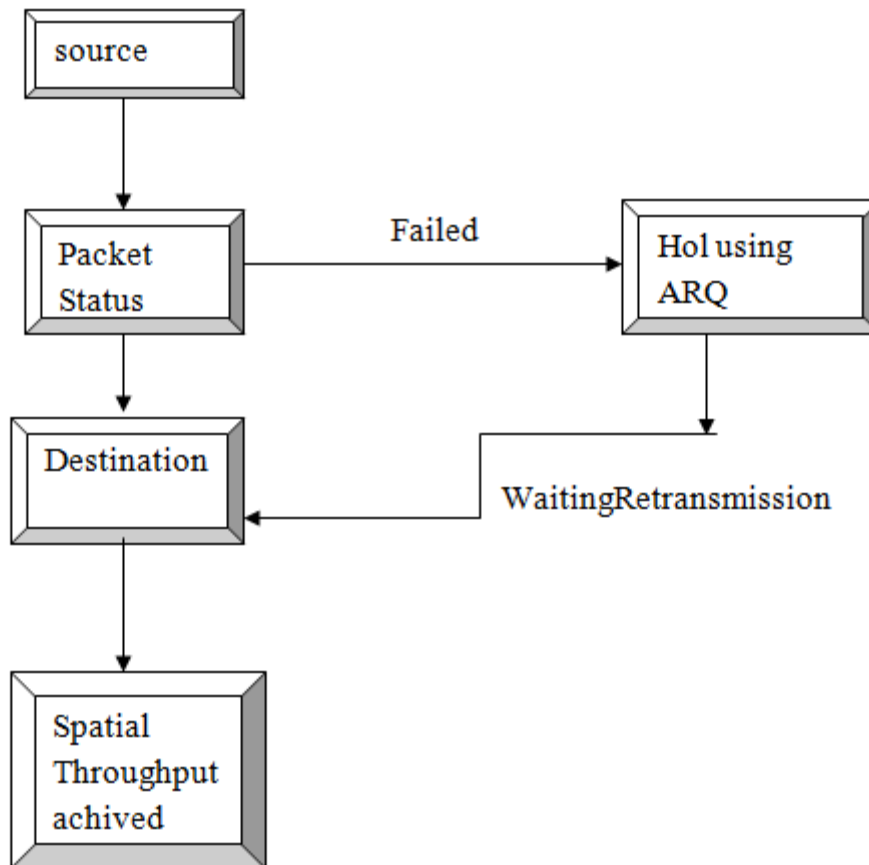 source
Packet
Status
Failed
Hol using
ARQ
Destination
WaitingRetransmission
Spatial
Throughput
achived